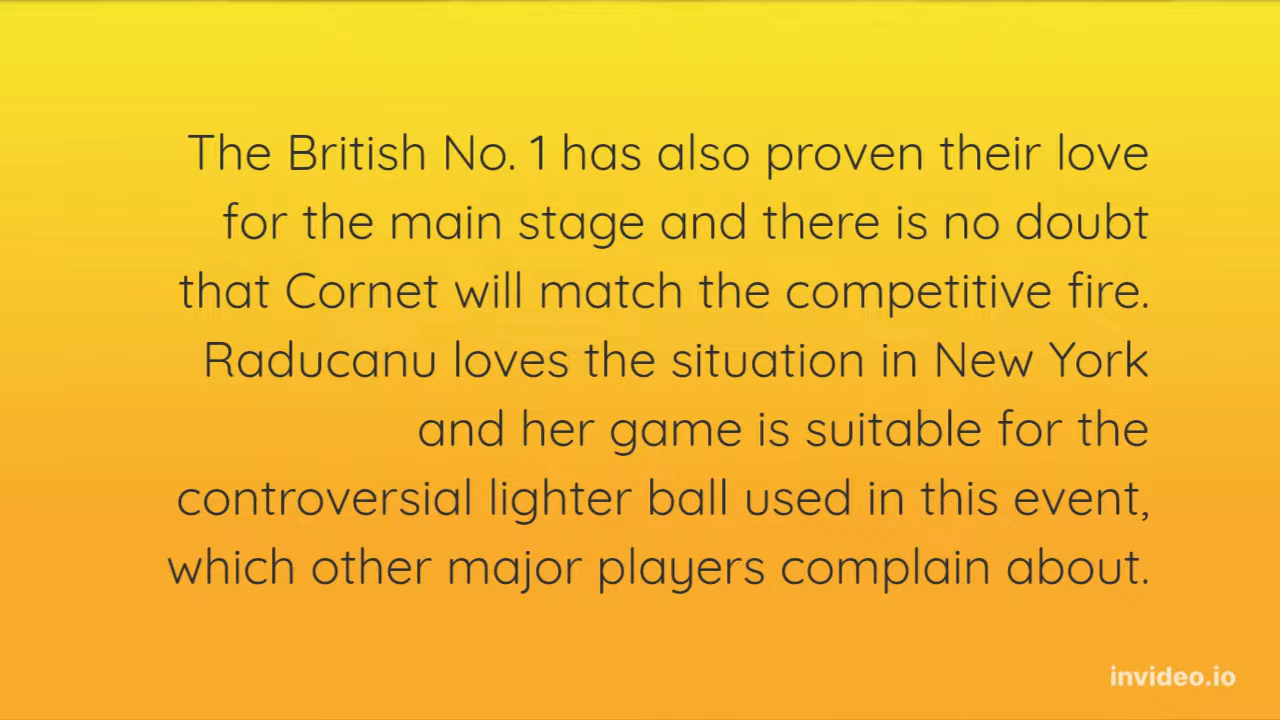 The British No. 1 has also proven their love
for the main stage and there is no doubt
that Cornet will match the competitive fire.
Raducanu loves the situation in New York
and her game is suitable for the
controversial lighter ball used in this event,
which other major players complain about.
invideo.io